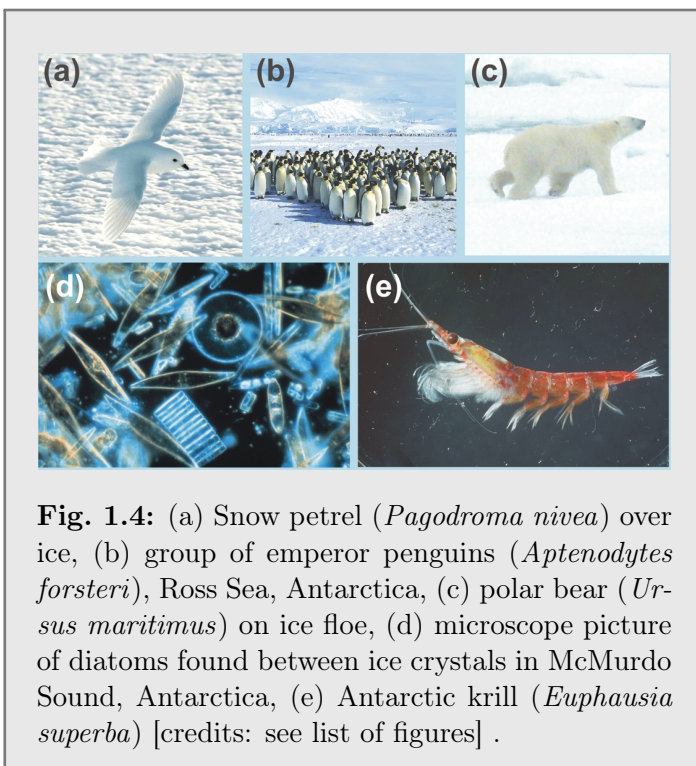 (a)
(b)
(c)
(d)
(e)
Fig. 1.4: (a) Snow petrel (Pagodroma nivea) over
ice, (b) group of emperor penguins (Aptenodytes
forsteri), Ross Sea, Antarctica, (c) polar bear (Ur-
sus maritimus) on ice floe, (d) microscope picture
of diatoms found between ice crystals in McMurdo
Sound, Antarctica, (e) Antarctic krill (Euphausia
superba) [credits: see list of figures] .